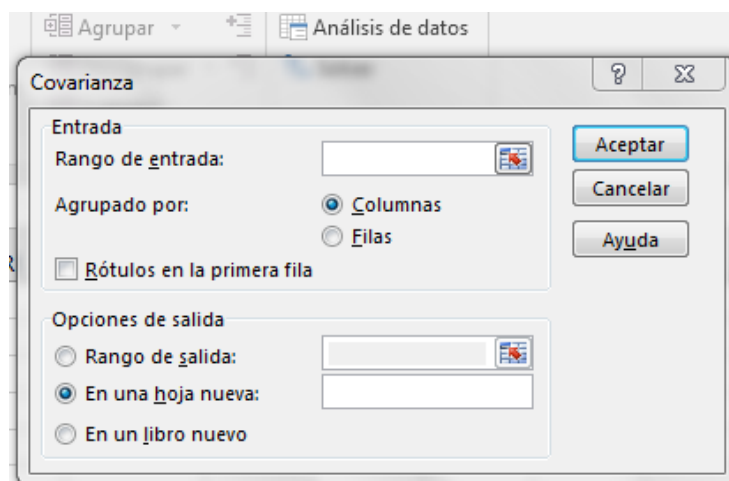 Agrupar
Análisis de datos
Covarianza
Entrada
Rango de entrada:
Agrupado por:
Columnas
Filas
Rótulos en la primera fila
Aceptar
Cancelar
Ayuda
Opciones de salida
Rango de salida:
En una hoja nueva:
En un libro nuevo